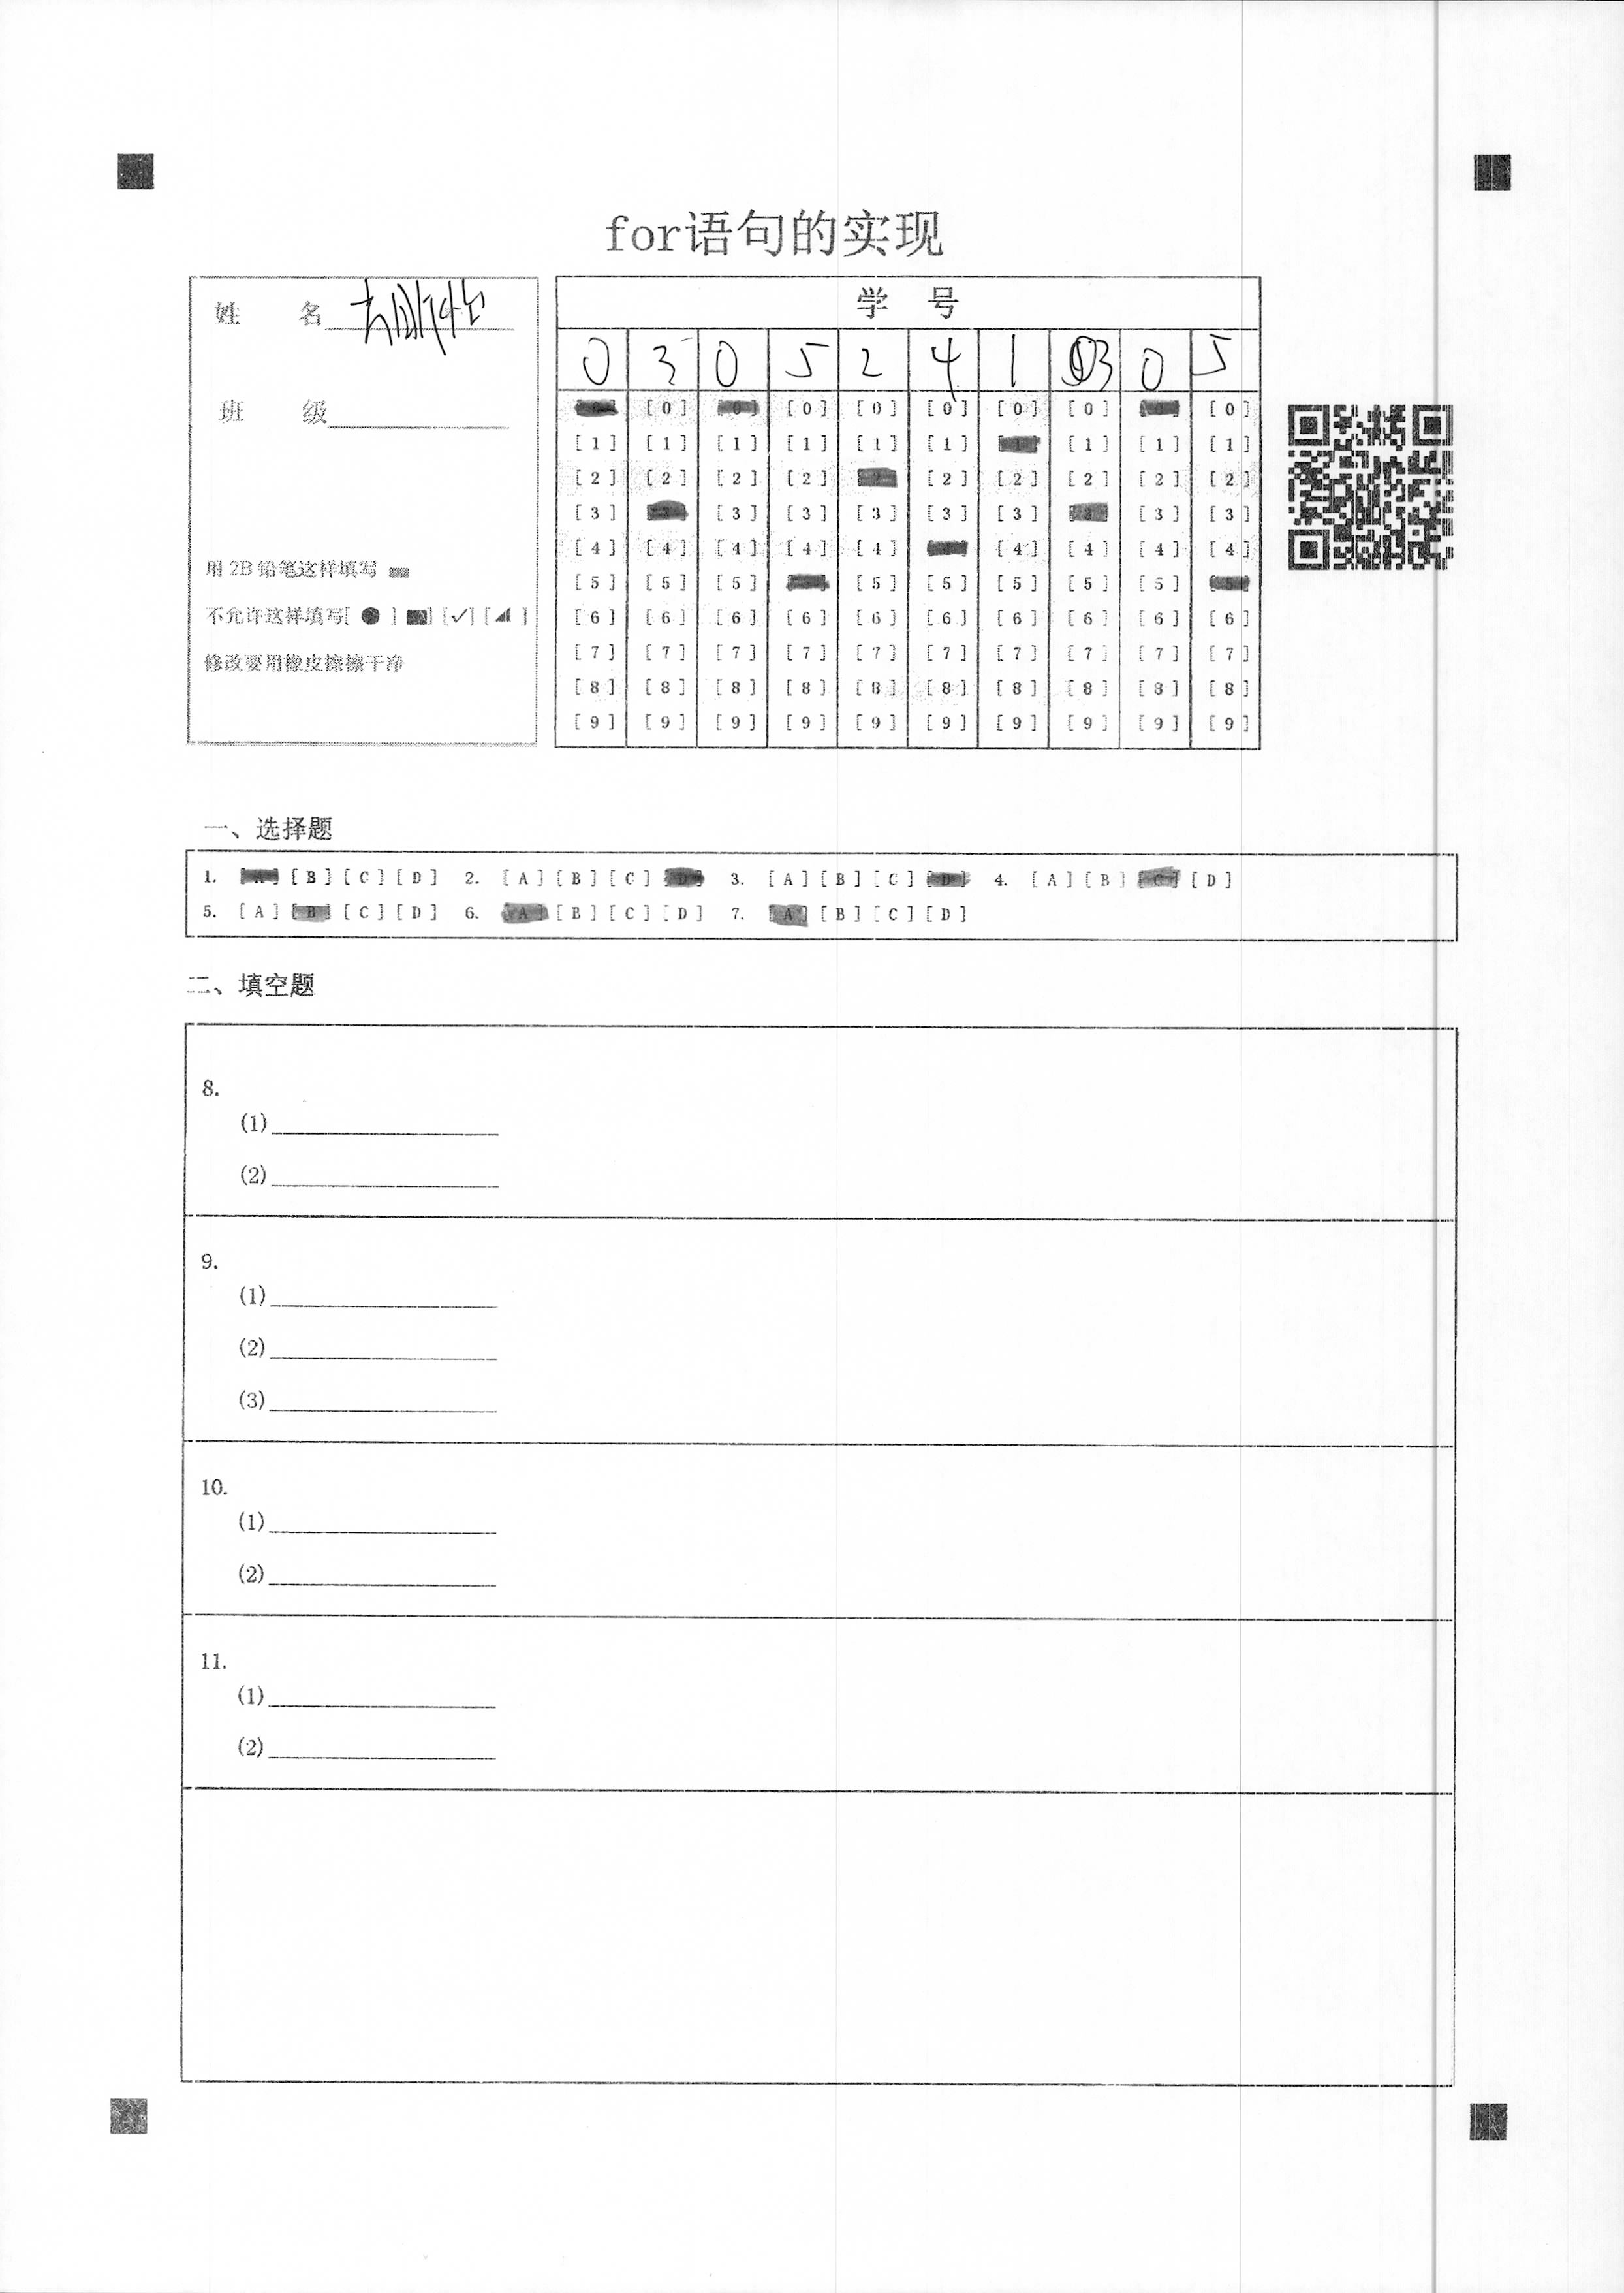 for语句的实现
姓 名
班 级
用 2B 铅笔这样填写
不允许这样填写[ ● ] [✓] [ ]
修改要用橡皮擦擦干净
学 号
0 3 0 5 2 4 1 3 0 5
[0] [0] [0] [0] [0] [0] [0] [0] [0] [0]
[1] [1] [1] [1] [1] [1] [1] [1] [1] [1]
[2] [2] [2] [2] [2] [2] [2] [2] [2] [2]
[3] [3] [3] [3] [3] [3] [3] [3] [3] [3]
[4] [4] [4] [4] [4] [4] [4] [4] [4] [4]
[5] [5] [5] [5] [5] [5] [5] [5] [5] [5]
[6] [6] [6] [6] [6] [6] [6] [6] [6] [6]
[7] [7] [7] [7] [7] [7] [7] [7] [7] [7]
[8] [8] [8] [8] [8] [8] [8] [8] [8] [8]
[9] [9] [9] [9] [9] [9] [9] [9] [9] [9]
一、选择题
1. [A] [B] [C] [D] 2. [A] [B] [C] [D] 3. [A] [B] [C] [D] 4. [A] [B] [C] [D]
5. [A] [B] [C] [D] 6. [A] [B] [C] [D] 7. [A] [B] [C] [D]
二、填空题
8.
(1)
(2)
9.
(1)
(2)
(3)
10.
(1)
(2)
11.
(1)
(2)